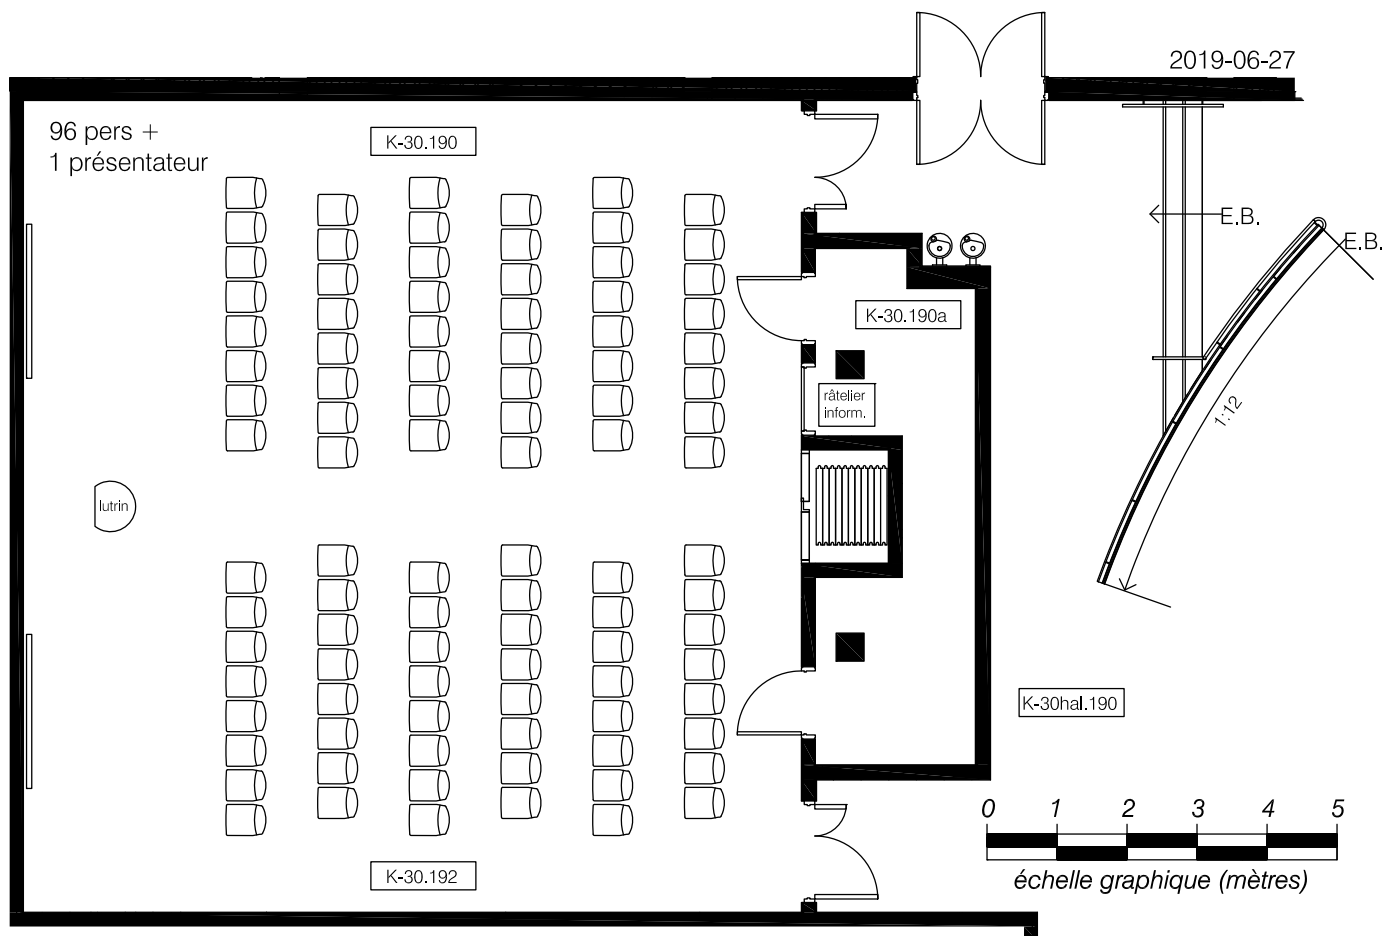 2019-06-27
96 pers +
1 présentateur
K-30.190
E.B.
E.B.
K-30.190a
râtelier
inform.
1:12
lutrin
K-30hal.190
0 1 2 3 4 5
échelle graphique (mètres)
K-30.192